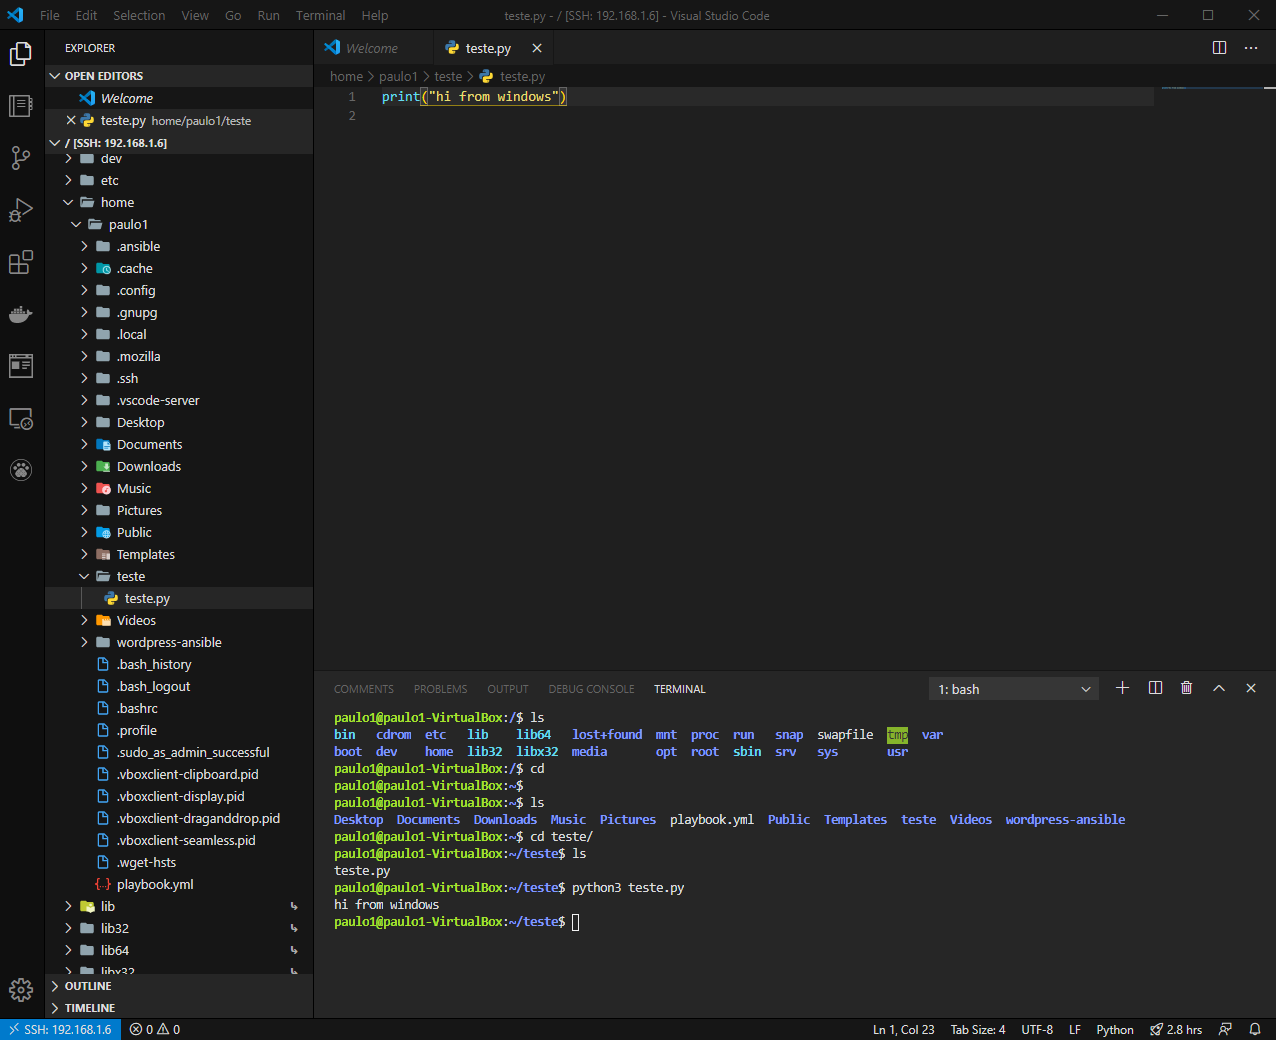 File Edit Selection View Go Run Terminal Help teste.py - / [SSH: 192.168.1.6] - Visual Studio Code
EXPLORER
OPEN EDITORS
Welcome
teste.py home/paulo1/teste
/ [SSH: 192.168.1.6]
dev
etc
home
paulo1
.ansible
.cache
.config
.gnupg
.local
.mozilla
.ssh
.vscode-server
Desktop
Documents
Downloads
Music
Pictures
Public
Templates
teste
teste.py
Videos
wordpress-ansible
.bash_history
.bash_logout
.bashrc
.profile
.sudo_as_admin_successful
.vboxclient-clipboard.pid
.vboxclient-display.pid
.vboxclient-draganddrop.pid
.vboxclient-seamless.pid
.wget-hsts
playbook.yml
lib
lib32
lib64
libx32
OUTLINE
TIMELINE
Welcome teste.py
home > paulo1 > teste > teste.py
1 print("hi from windows")
2
COMMENTS PROBLEMS OUTPUT DEBUG CONSOLE TERMINAL 1: bash
paulo1@paulo1-VirtualBox:/$ ls
bin cdrom etc lib lib64 lost+found mnt proc run snap swapfile tmp var
boot dev home lib32 libx32 media opt root sbin srv sys usr
paulo1@paulo1-VirtualBox:/$ cd
paulo1@paulo1-VirtualBox:~$
paulo1@paulo1-VirtualBox:~$ ls
Desktop Documents Downloads Music Pictures playbook.yml Public Templates teste Videos wordpress-ansible
paulo1@paulo1-VirtualBox:~$ cd teste/
paulo1@paulo1-VirtualBox:~/teste$ ls
teste.py
paulo1@paulo1-VirtualBox:~/teste$ python3 teste.py
hi from windows
paulo1@paulo1-VirtualBox:~/teste$
SSH: 192.168.1.6 0 0 Ln 1, Col 23 Tab Size: 4 UTF-8 LF Python 2.8 hrs